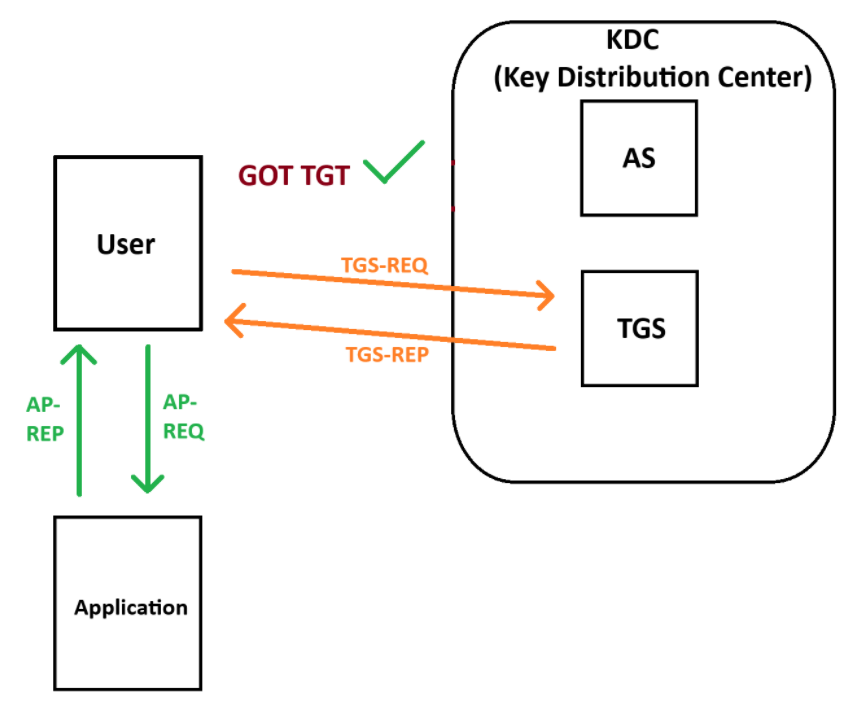 KDC
(Key Distribution Center)
AS
GOT TGT
User
TGS-REQ
TGS
TGS-REP
AP-
REP
AP-
REQ
Application